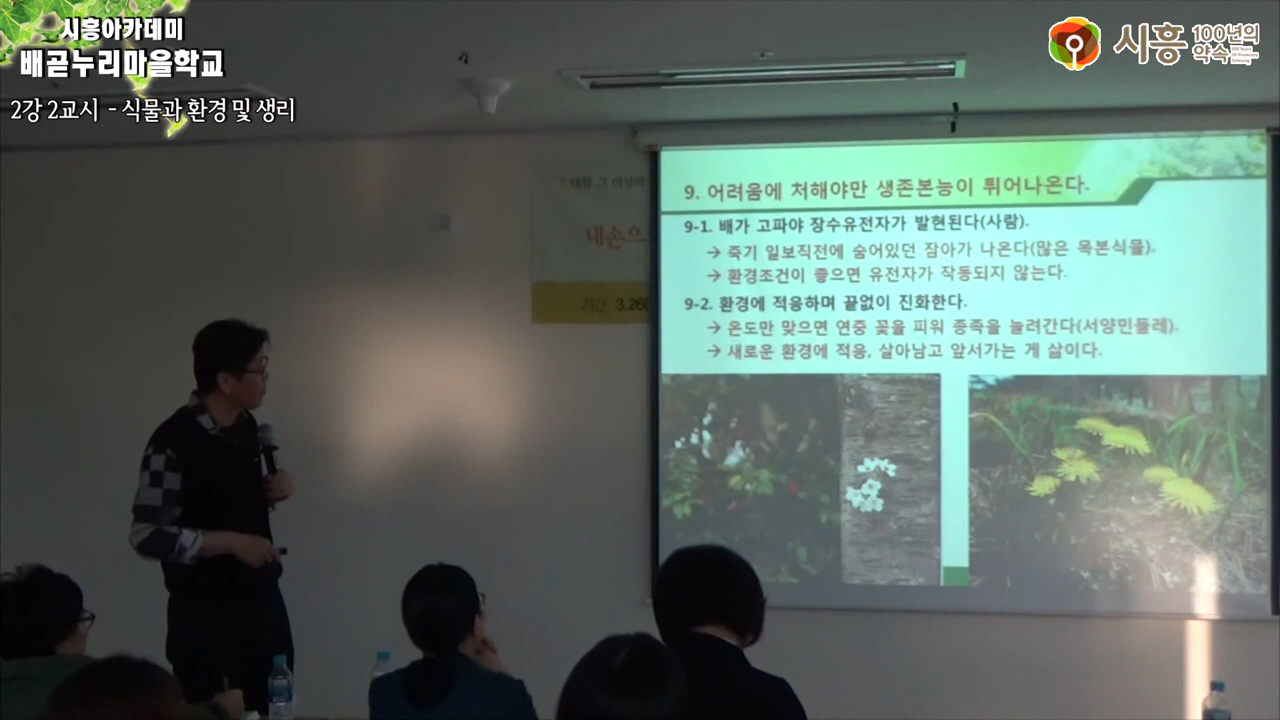 시흥아카데미
배곧누리마을학교
2강 2교시 - 식물과 환경 및 생리
시흥 100년의
약속
내손으
기간 3.26
9. 어려움에 처해야만 생존본능이 튀어나온다.
9-1. 배가 고파야 장수유전자가 발현된다(사람).
→ 죽기 일보직전에 숨어있던 잠아가 나온다(많은 목본식물).
→ 환경조건이 좋으면 유전자가 작동되지 않는다.
9-2. 환경에 적응하며 끝없이 진화한다.
→ 온도만 맞으면 연중 꽃을 피워 종족을 늘려간다(서양민들레).
→ 새로운 환경에 적응, 살아남고 앞서가는 게 삶이다.